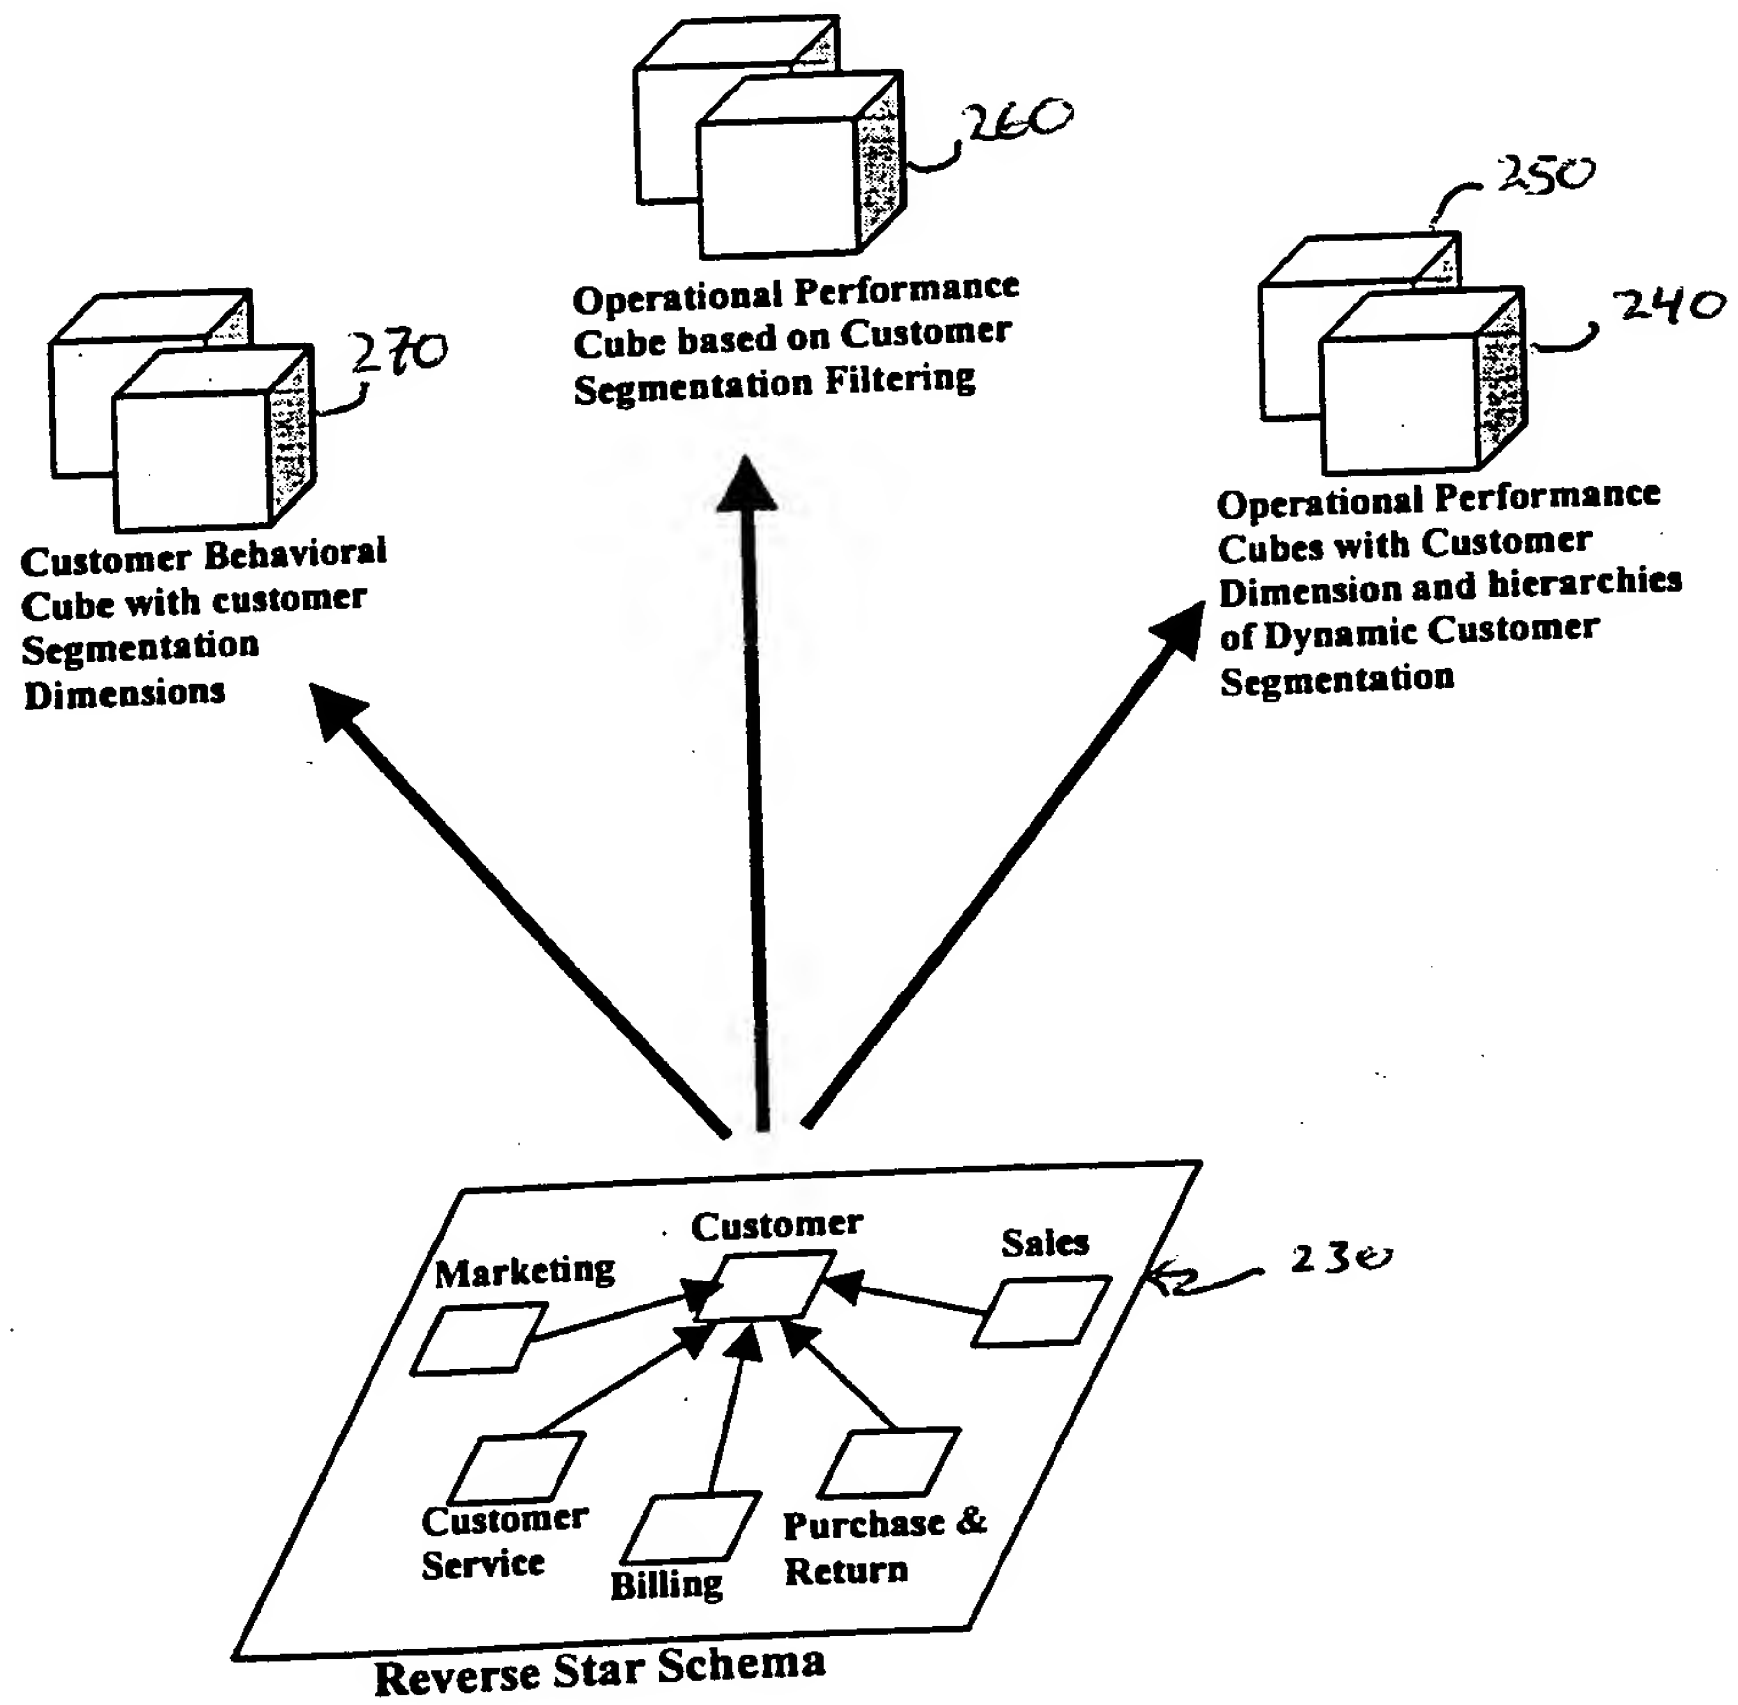 260
250
240
270
Operational Performance
Cube based on Customer
Segmentation Filtering
Operational Performance
Cubes with Customer
Dimension and hierarchies
of Dynamic Customer
Segmentation
Customer Behavioral
Cube with customer
Segmentation
Dimensions
Customer
Sales
Marketing
230
Customer
Service
Billing
Purchase &
Return
Reverse Star Schema